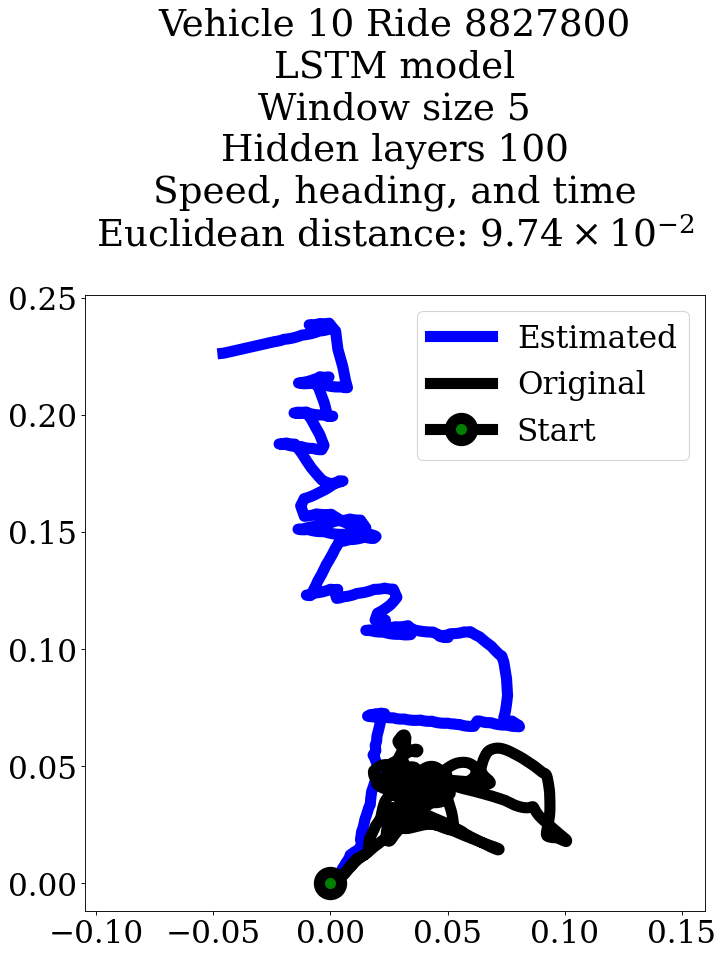 Vehicle 10 Ride 8827800
LSTM model
Window size 5
Hidden layers 100
Speed, heading, and time
Euclidean distance: 9.74 × 10⁻²
0.25
0.20
0.15
0.10
0.05
0.00
Estimated
Original
Start
−0.10 −0.05 0.00 0.05 0.10 0.15